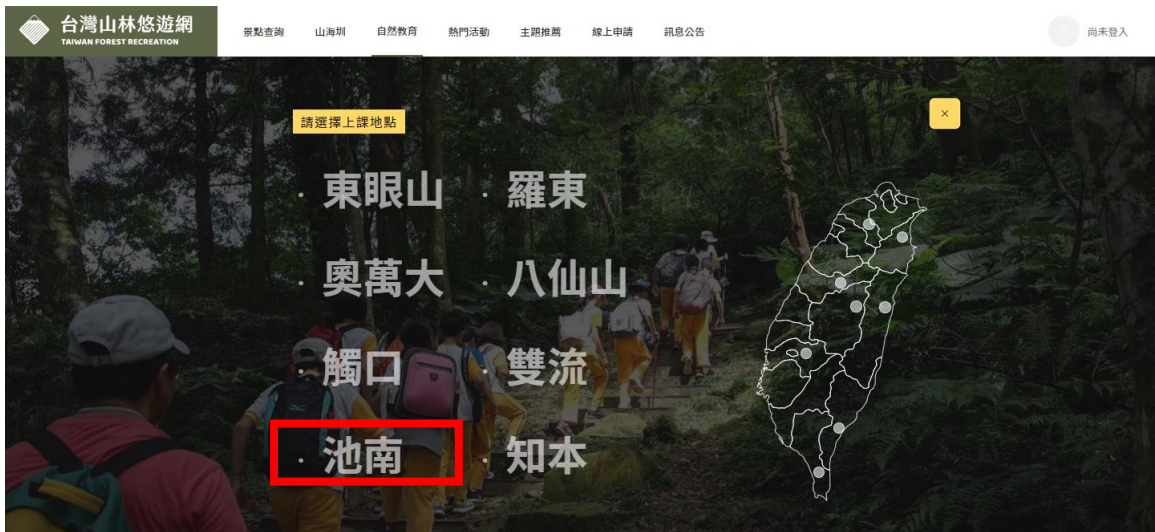 台灣山林悠遊網
TAIWAN FOREST RECREATION
景點查詢 山海圳 自然教育 熱門活動 主題推薦 線上申請 訊息公告
尚未登入
請選擇上課地點
×
· 東眼山 · 羅東
· 奧萬大 · 八仙山
· 觸口 · 雙流
· 池南 · 知本